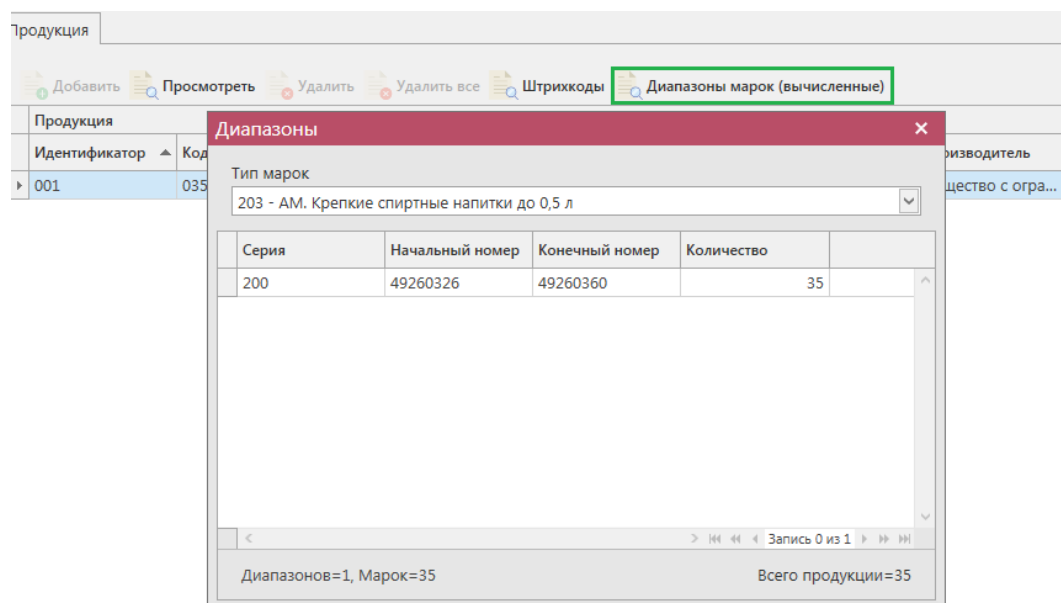 Продукция
Добавить Просмотреть Удалить Удалить все Штрихкоды Диапазоны марок (вычисленные)
Продукция
Идентификатор Код оизводитель
001 035 щество с огра...
Диапазоны
Тип марок
203 - АМ. Крепкие спиртные напитки до 0,5 л
Серия Начальный номер Конечный номер Количество
200 49260326 49260360 35
Запись 0 из 1
Диапазонов=1, Марок=35 Всего продукции=35